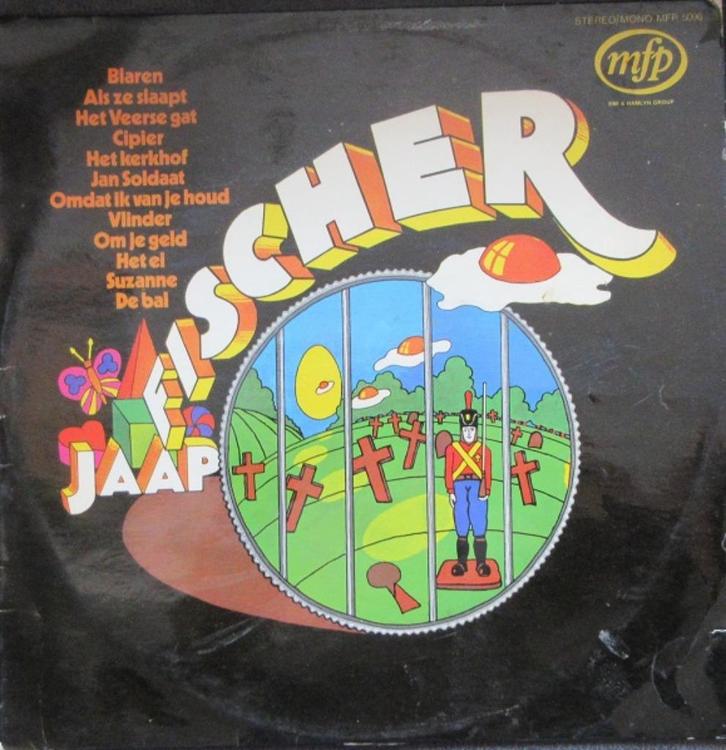 STEREO/MONO MFP 5096
mfp
EMI & HAMLYN GROUP
Blaren
Als ze slaapt
Het Veerse gat
Cipier
Het kerkhof
Jan Soldaat
Omdat ik van je houd
Vlinder
Om je geld
Het ei
Suzanne
De bal
JAAP
FISCHER